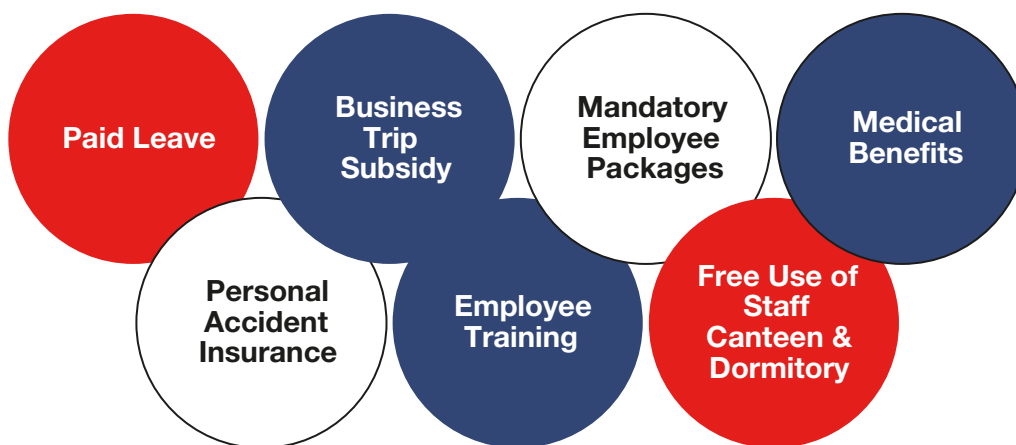 Paid Leave
Business
Trip
Subsidy
Mandatory
Employee
Packages
Medical
Benefits
Personal
Accident
Insurance
Employee
Training
Free Use of
Staff
Canteen &
Dormitory